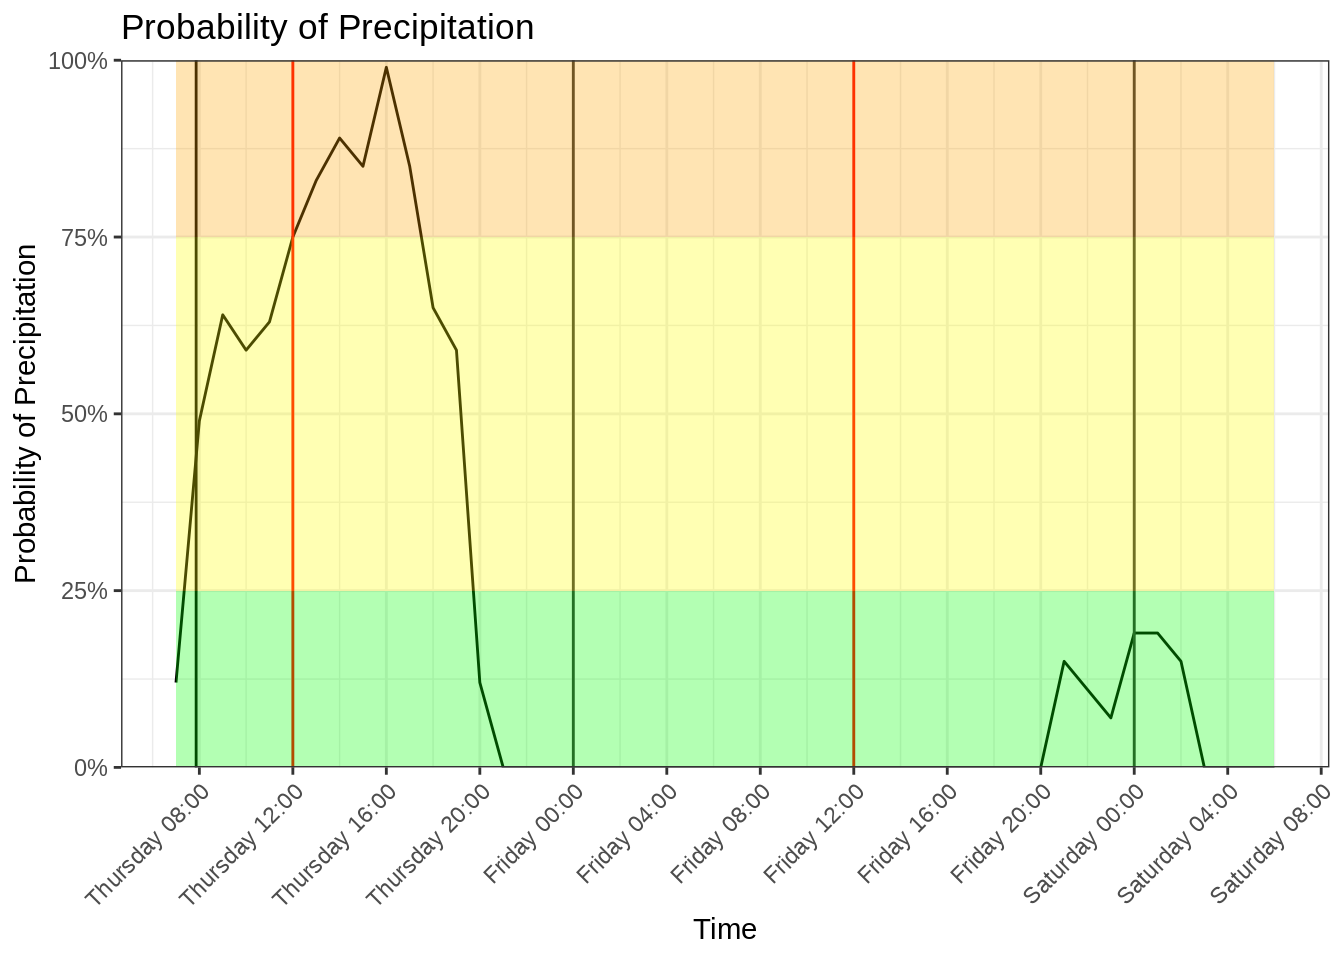 Probability of Precipitation
Probability of Precipitation
100%
75%
50%
25%
0%
Thursday 08:00
Thursday 12:00
Thursday 16:00
Thursday 20:00
Friday 00:00
Friday 04:00
Friday 08:00
Friday 12:00
Friday 16:00
Friday 20:00
Saturday 00:00
Saturday 04:00
Saturday 08:00
Time